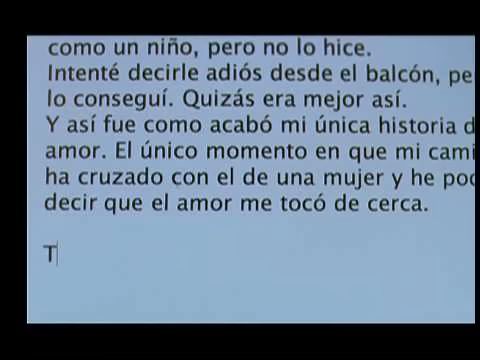 como un niño, pero no lo hice.
Intenté decirle adiós desde el balcón, pe
lo conseguí. Quizás era mejor así.
Y así fue como acabó mi única historia d
amor. El único momento en que mi cami
ha cruzado con el de una mujer y he pod
decir que el amor me tocó de cerca.
T